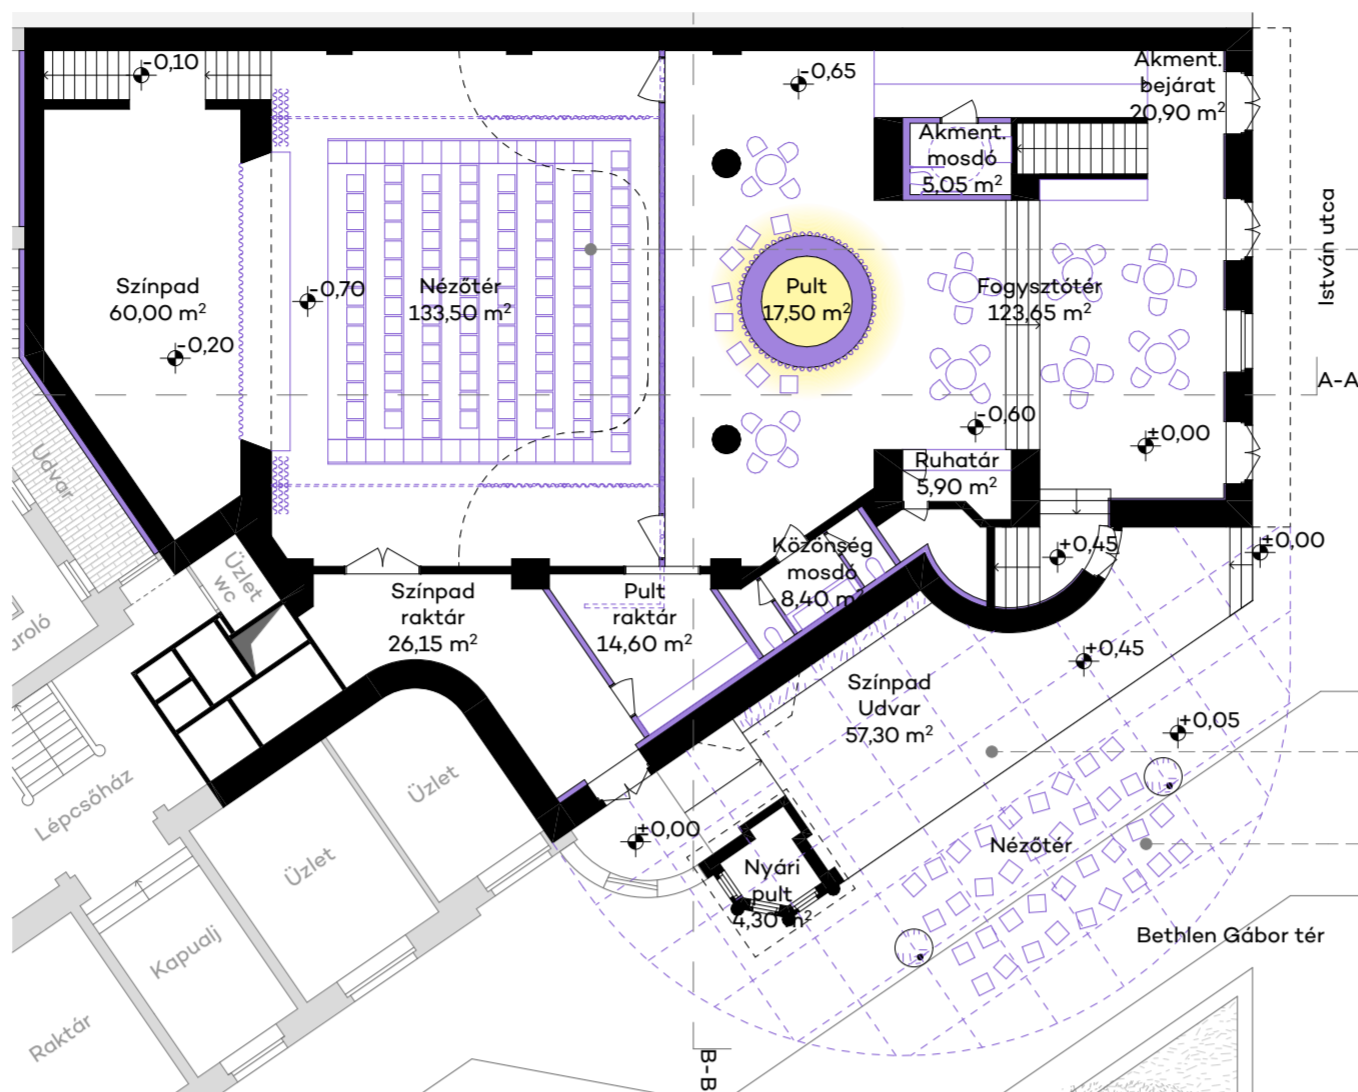 -0,10
-0,65
Akment.
bejárat
20,90 m²
Akment.
mosdó
5,05 m²
István utca
Színpad
60,00 m²
-0,70
Nézőtér
133,50 m²
Pult
17,50 m²
Fogysztótér
123,65 m²
-0,20
A-A
-0,60
±0,00
Ruhatár
5,90 m²
Udvar
Üzlet
wc
Közönség
mosdó
8,40 m²
+0,45
±0,00
Színpad
raktár
26,15 m²
Pult
raktár
14,60 m²
aroló
+0,45
Színpad
Udvar
57,30 m²
+0,05
Lépcsőház
Üzlet
±0,00
Nézőtér
Üzlet
Nyári
pult
4,30 m²
Bethlen Gábor tér
Kapualj
Raktár
B-B